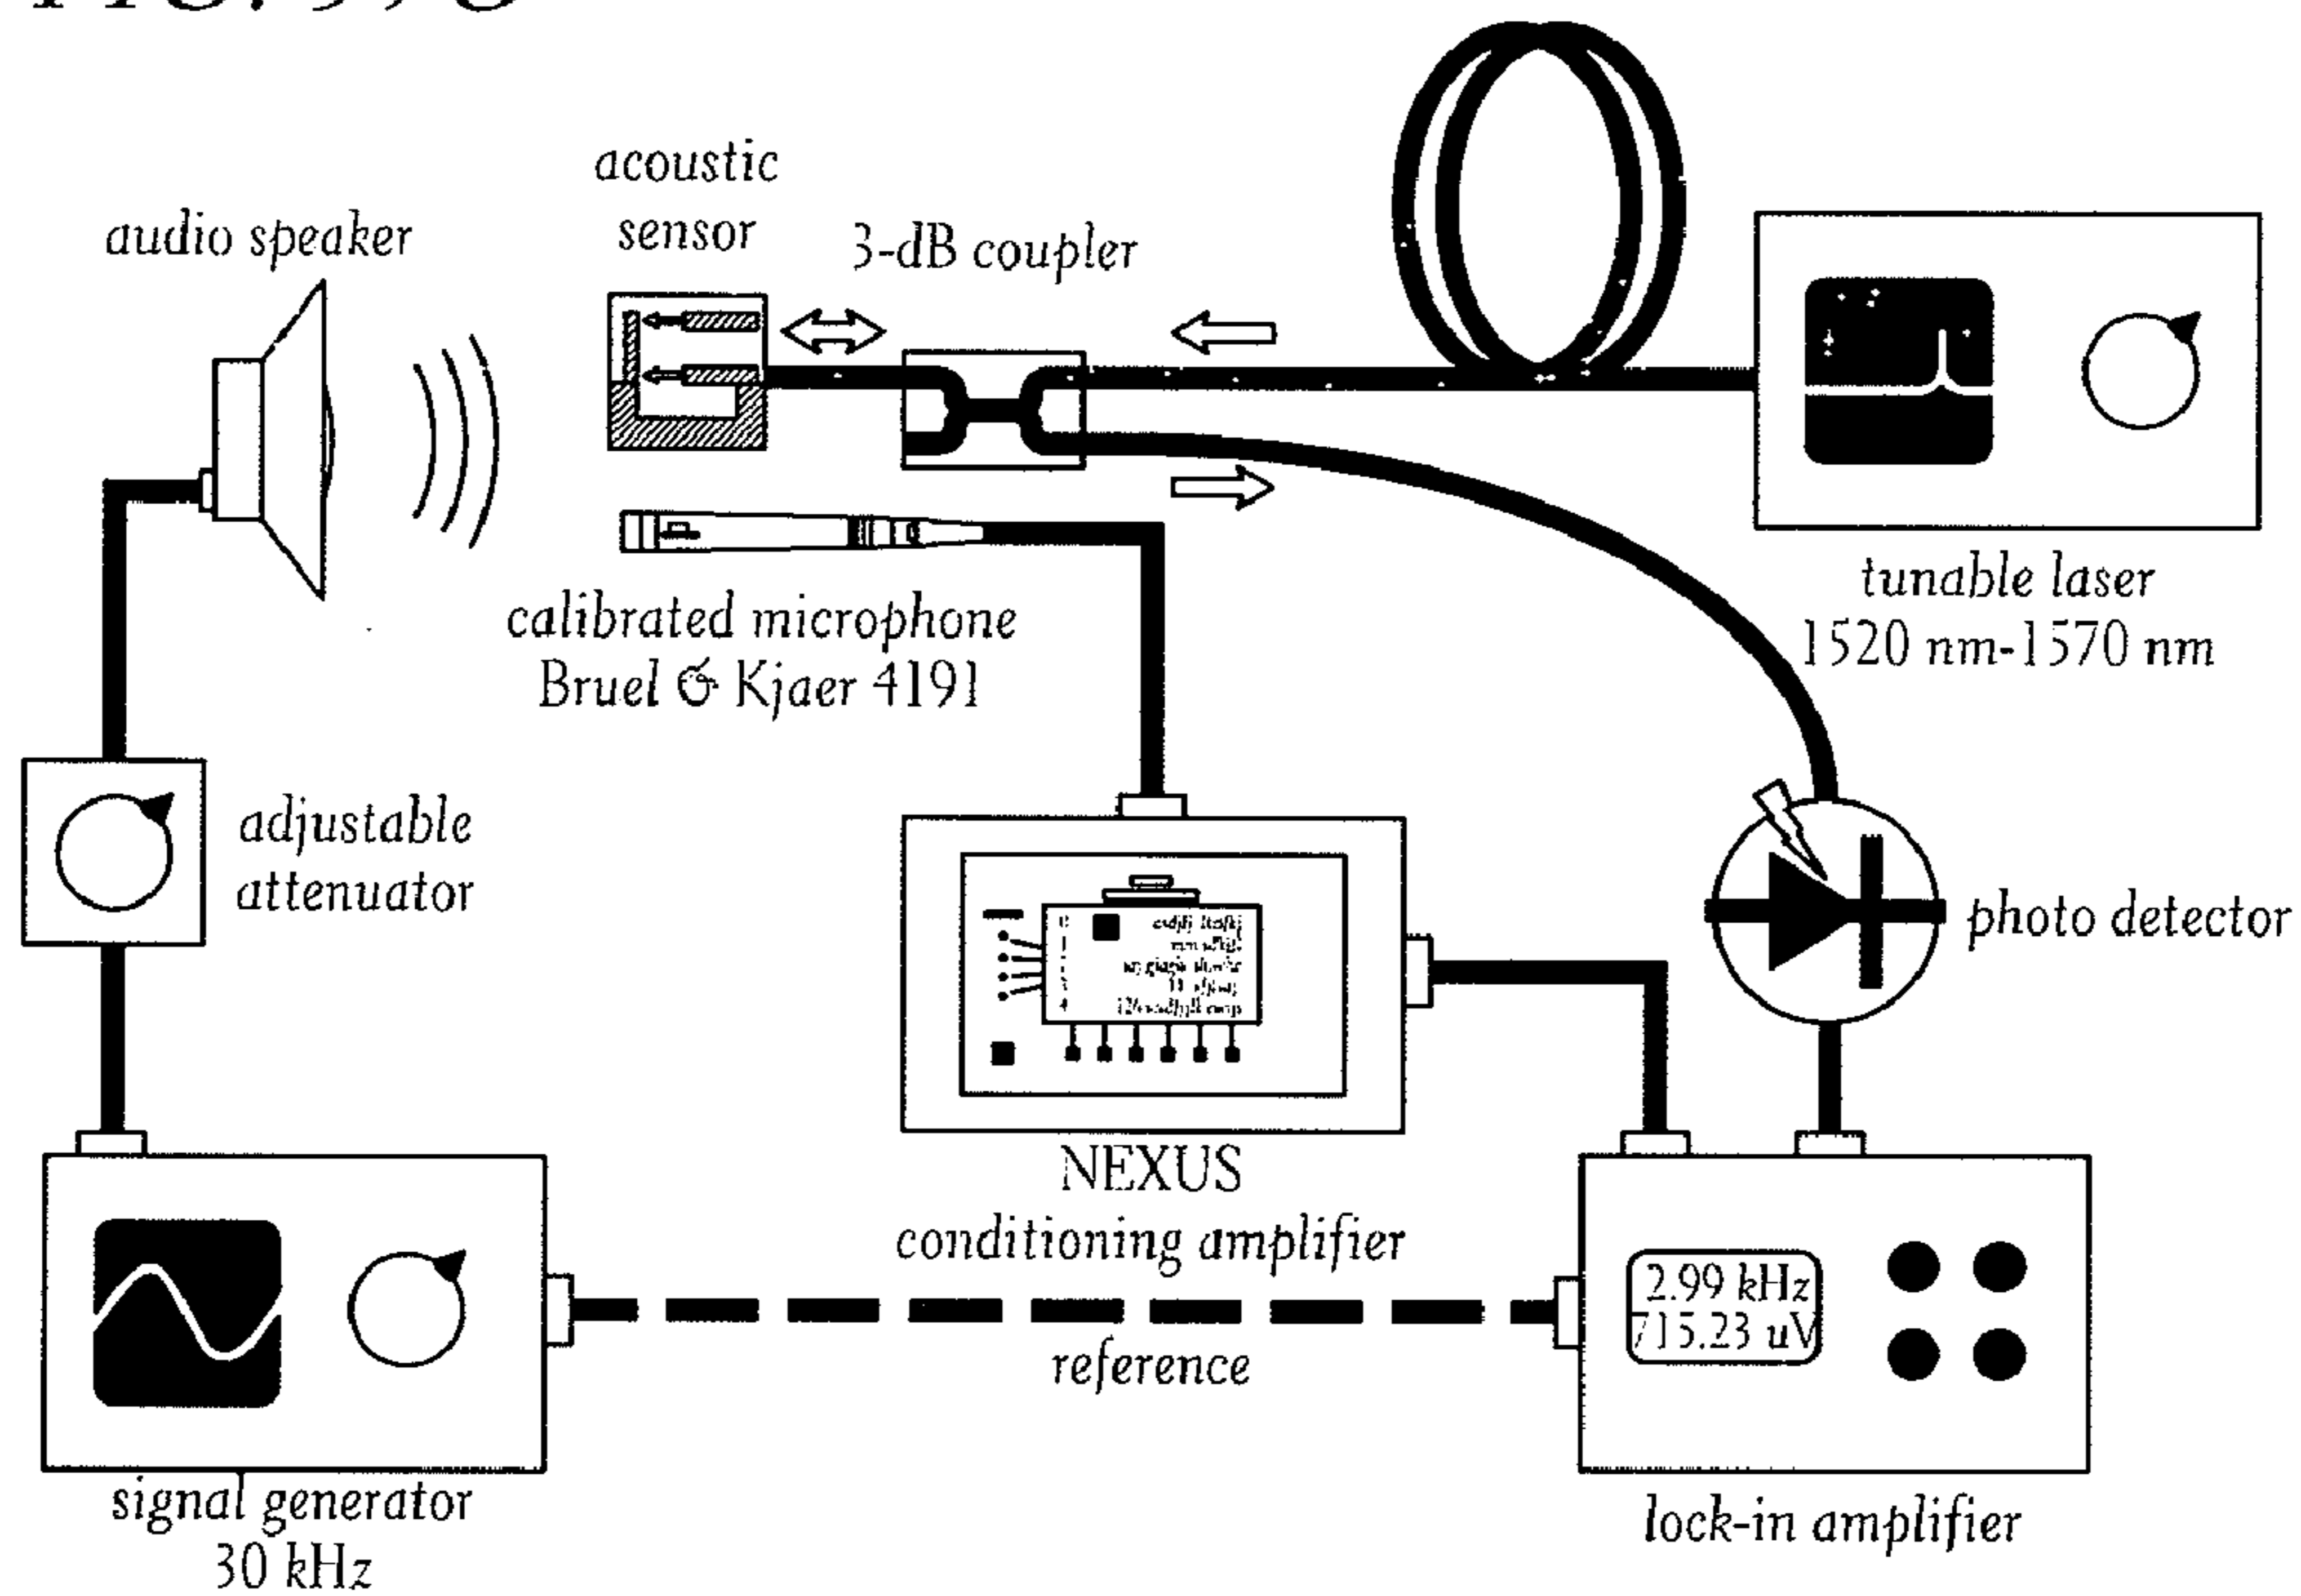 acoustic
sensor
audio speaker
3-dB coupler
tunable laser
1520 nm-1570 nm
calibrated microphone
Bruel & Kjaer 4191
adjustable
attenuator
photo detector
NEXUS
conditioning amplifier
2.99 kHz
715.23 uV
reference
signal generator
30 kHz
lock-in amplifier